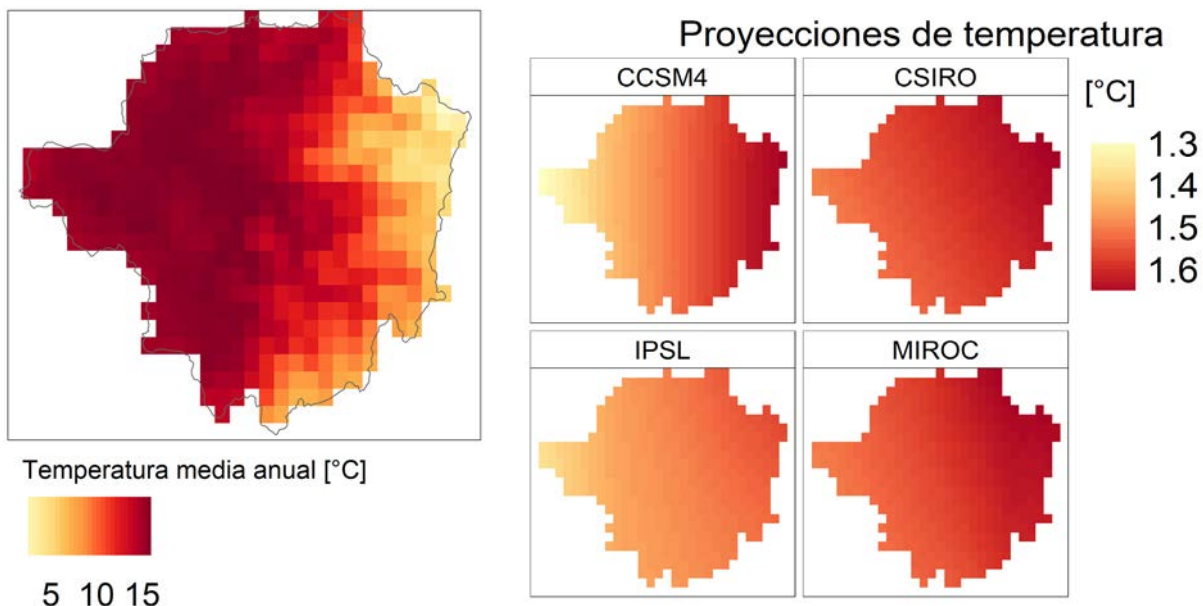 Proyecciones de temperatura
CCSM4
CSIRO
[°C]
1.3
1.4
1.5
1.6
IPSL
MIROC
Temperatura media anual [°C]
5 10 15